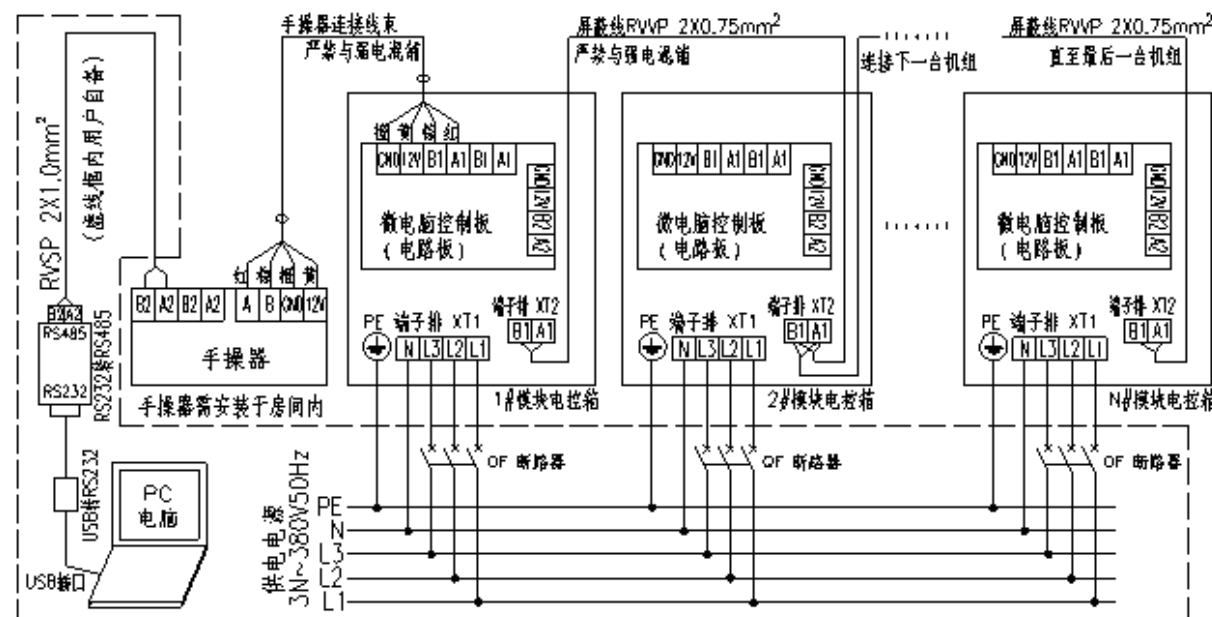 手操器连接线束
严禁与强电混铺
屏蔽线RVVP 2X0.75mm²
严禁与强电混铺
连接下一台机组
屏蔽线RVVP 2X0.75mm²
直至最后一台机组
RVSP 2X1.0mm²
(虚线框内用户自备)
棕 黄 橙 红
GND 12V B1 A1 B1 A1
GND 12V B2 A2
微电脑控制板
(电路板)
GND 12V B1 A1 B1 A1
GND 12V B2 A2
微电脑控制板
(电路板)
GND 12V B1 A1 B1 A1
GND 12V B2 A2
微电脑控制板
(电路板)
红 黄
B2 A2 B2 A2 A B GND 12V
手操器
手操器需安装于房间内
B2 A2
RS485
RS232
RS232转RS485
PE 端子排 XT1
N L3 L2 L1
端子排 XT2
B1 A1
1#模块电控箱
PE 端子排 XT1
N L3 L2 L1
端子排 XT2
B1 A1
2#模块电控箱
PE 端子排 XT1
N L3 L2 L1
端子排 XT2
B1 A1
N#模块电控箱
QF 断路器
QF 断路器
QF 断路器
USB转RS232
PC
电脑
USB接口
供电电源
3N~380V50Hz
PE
N
L3
L2
L1